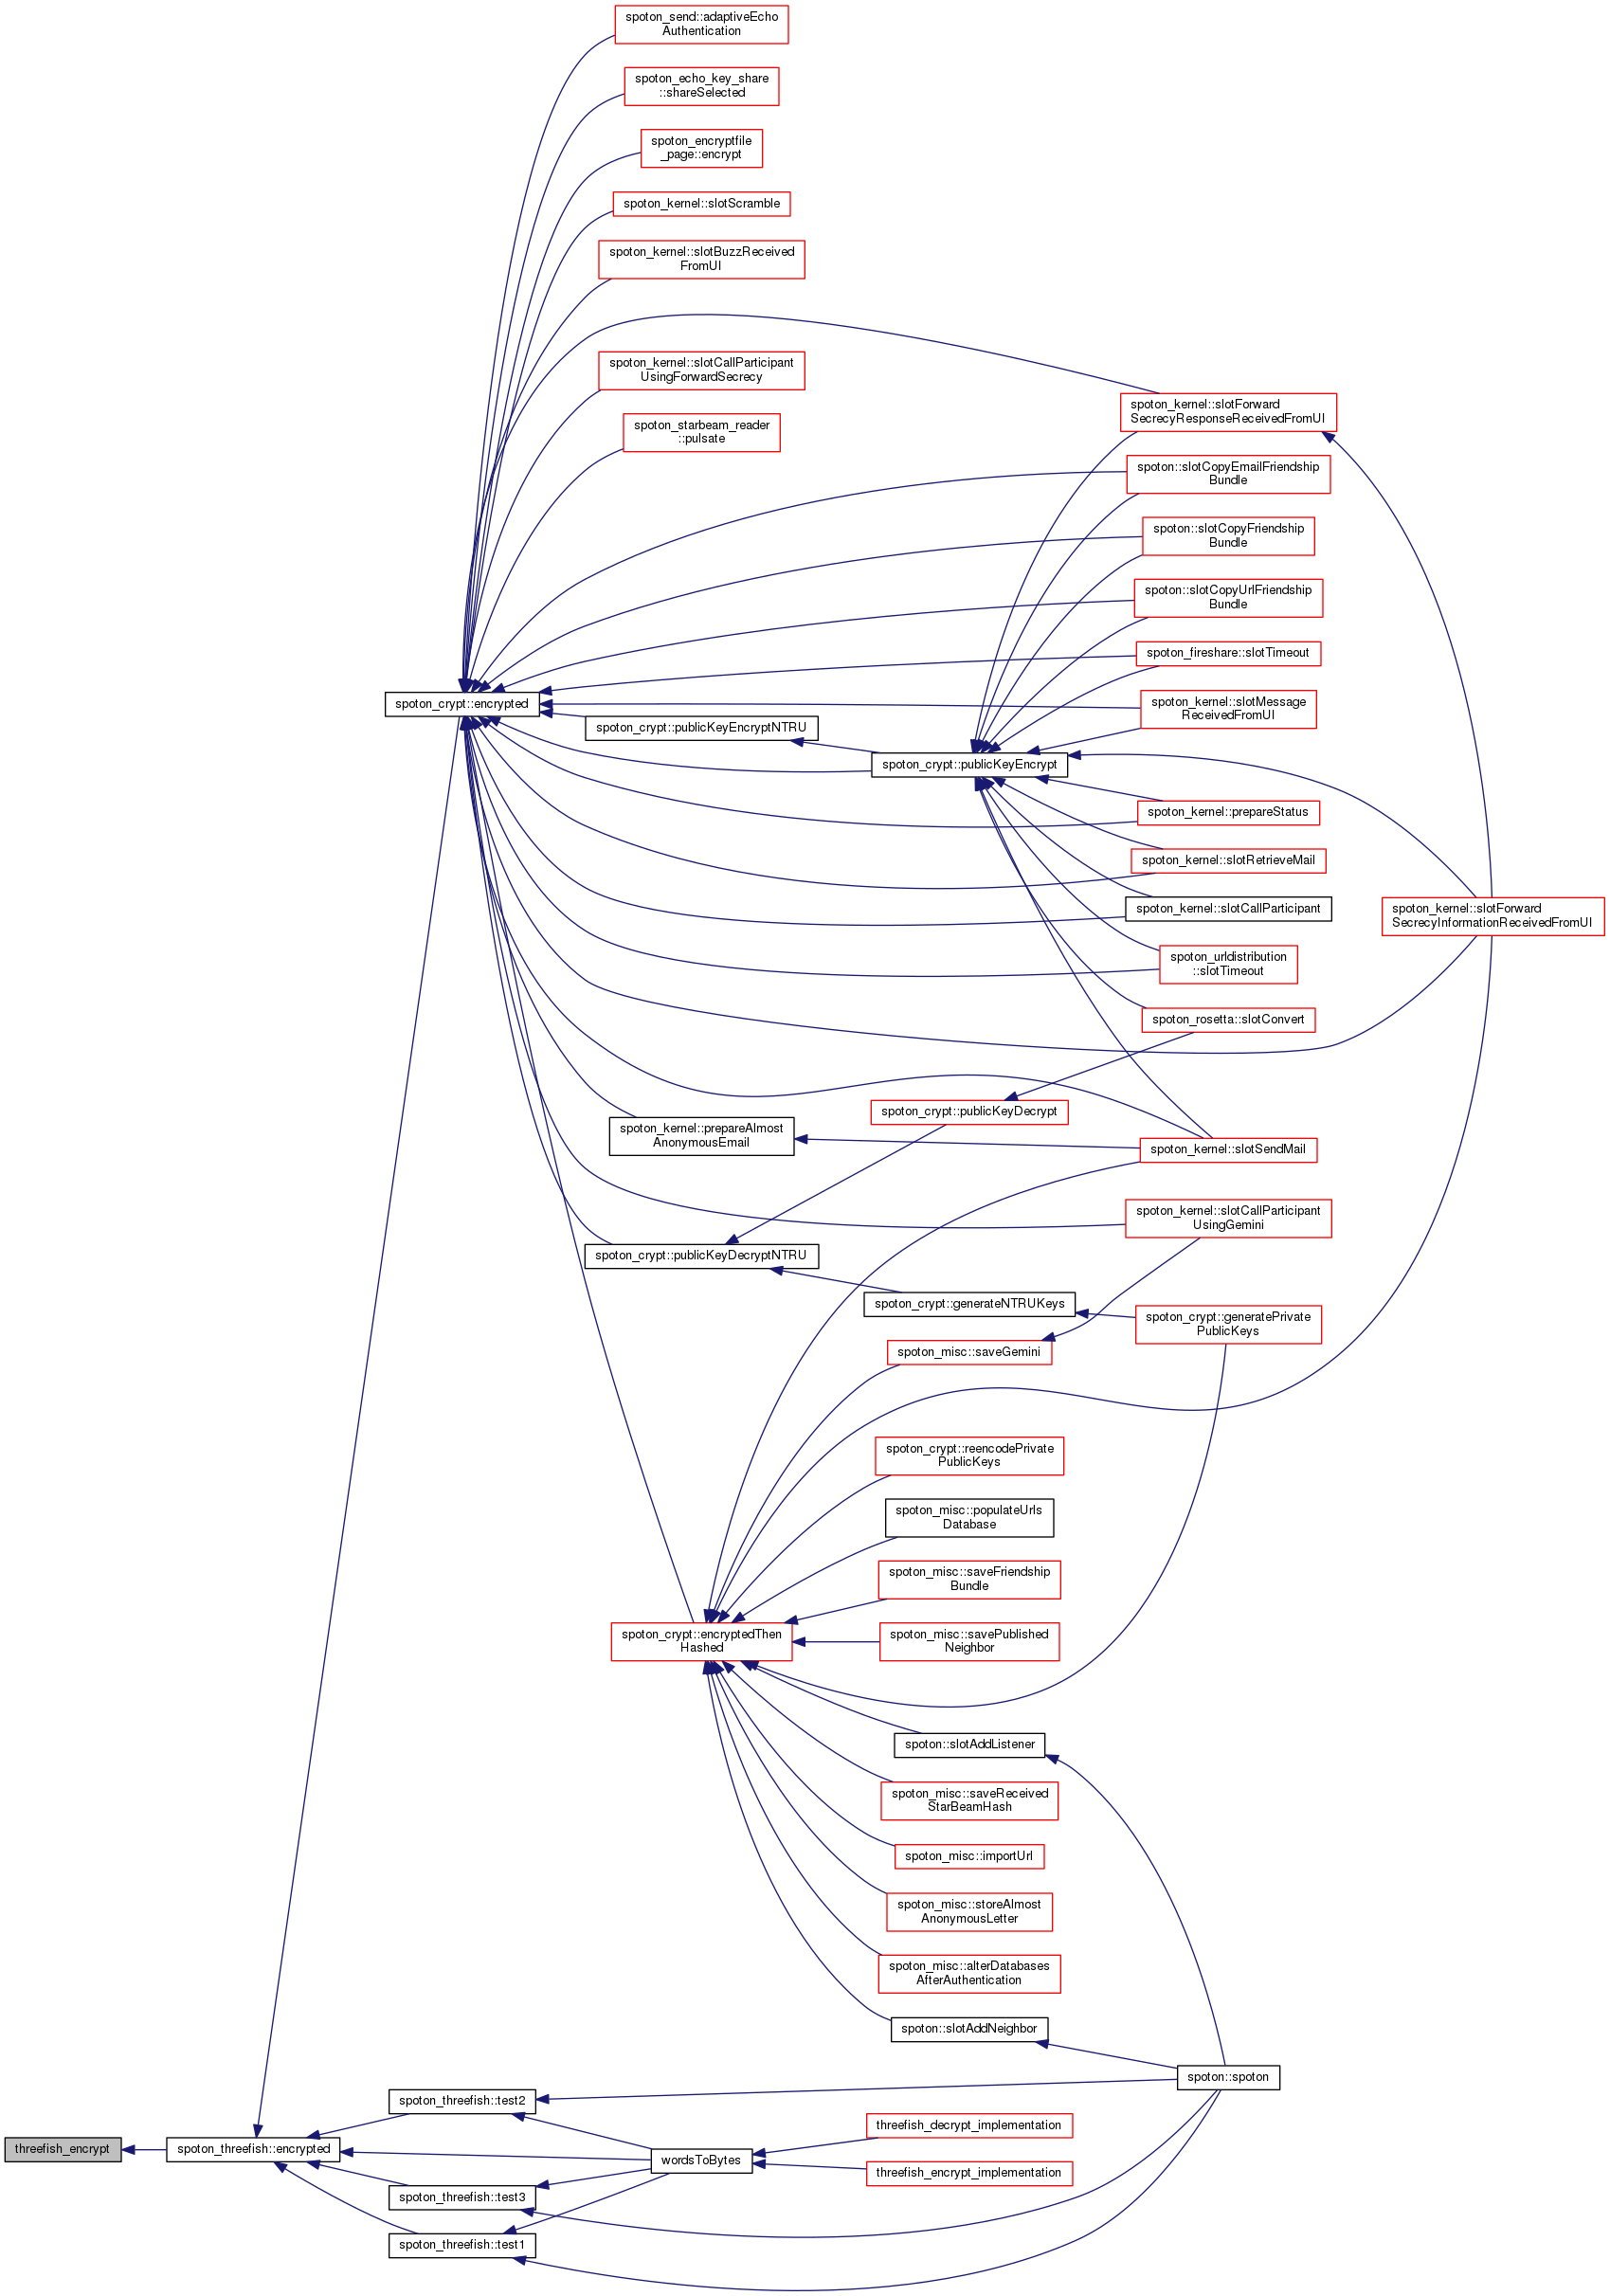 spoton_send::adaptiveEcho
Authentication
spoton_echo_key_share
::shareSelected
spoton_encryptfile
_page::encrypt
spoton_kernel::slotScramble
spoton_kernel::slotBuzzReceived
FromUI
spoton_kernel::slotCallParticipant
UsingForwardSecrecy
spoton_kernel::slotForward
SecrecyResponseReceivedFromUI
spoton_starbeam_reader
::pulsate
spoton::slotCopyEmailFriendship
Bundle
spoton::slotCopyFriendship
Bundle
spoton::slotCopyUrlFriendship
Bundle
spoton_fireshare::slotTimeout
spoton_crypt::encrypted
spoton_kernel::slotMessage
ReceivedFromUI
spoton_crypt::publicKeyEncryptNTRU
spoton_crypt::publicKeyEncrypt
spoton_kernel::prepareStatus
spoton_kernel::slotRetrieveMail
spoton_kernel::slotCallParticipant
spoton_kernel::slotForward
SecrecyInformationReceivedFromUI
spoton_urldistribution
::slotTimeout
spoton_rosetta::slotConvert
spoton_crypt::publicKeyDecrypt
spoton_kernel::prepareAlmost
AnonymousEmail
spoton_kernel::slotSendMail
spoton_kernel::slotCallParticipant
UsingGemini
spoton_crypt::publicKeyDecryptNTRU
spoton_crypt::generateNTRUKeys
spoton_crypt::generatePrivate
PublicKeys
spoton_misc::saveGemini
spoton_crypt::reencodePrivate
PublicKeys
spoton_misc::populateUrls
Database
spoton_misc::saveFriendship
Bundle
spoton_crypt::encryptedThen
Hashed
spoton_misc::savePublished
Neighbor
spoton::slotAddListener
spoton_misc::saveReceived
StarBeamHash
spoton_misc::importUrl
spoton_misc::storeAlmost
AnonymousLetter
spoton_misc::alterDatabases
AfterAuthentication
spoton::slotAddNeighbor
spoton::spoton
spoton_threefish::test2
threefish_decrypt_implementation
threefish_encrypt
spoton_threefish::encrypted
wordsToBytes
threefish_encrypt_implementation
spoton_threefish::test3
spoton_threefish::test1